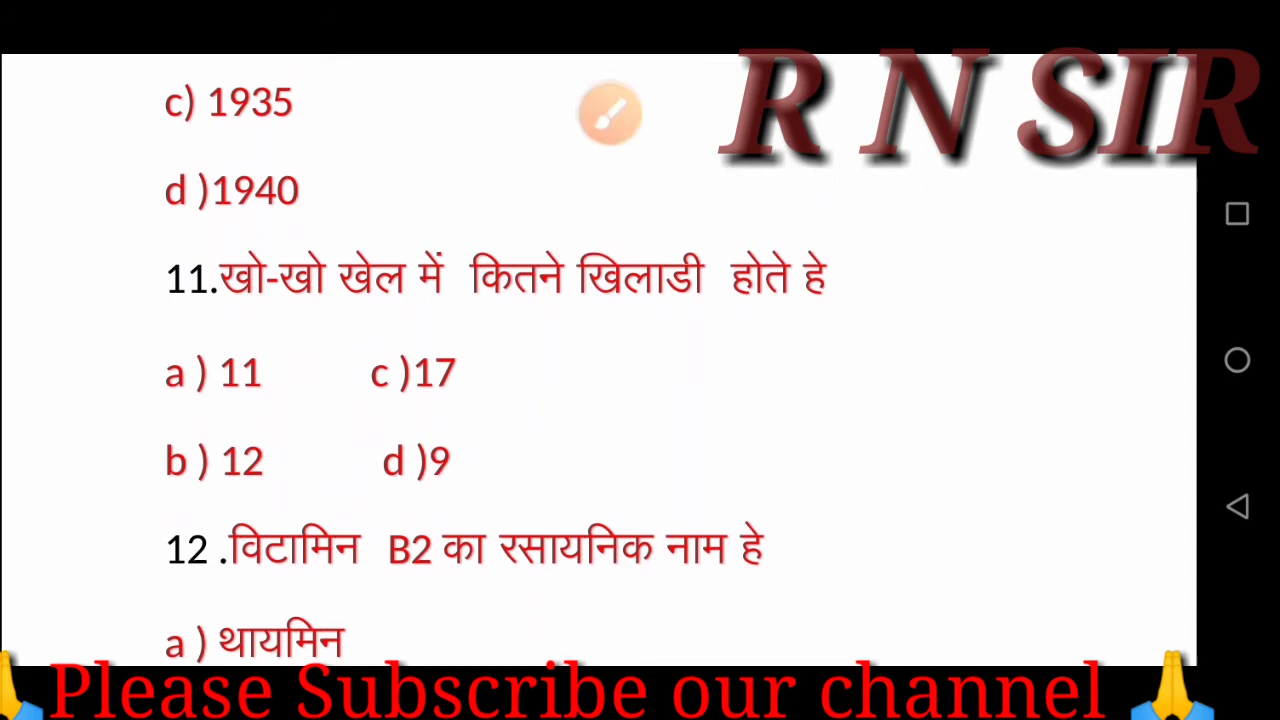 R N SIR
c) 1935
d )1940
11.खो-खो खेल में कितने खिलाडी होते हे
a ) 11 c )17
b ) 12 d )9
12 .विटामिन B2 का रसायनिक नाम हे
a ) थायमिन
🙏Please Subscribe our channel 🙏